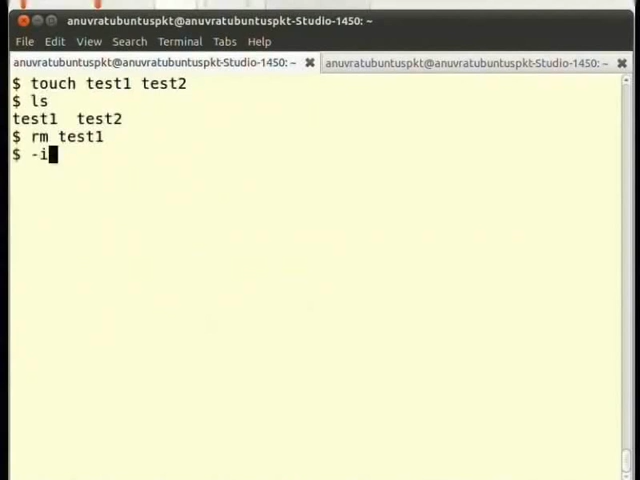 anuvratubuntuspkt@anuvratubuntuspkt-Studio-1450: ~
File Edit View Search Terminal Tabs Help
anuvratubuntuspkt@anuvratubuntuspkt-Studio-1450: ~ anuvratubuntuspkt@anuvratubuntuspkt-Studio-1450: ~
$ touch test1 test2
$ ls
test1  test2
$ rm test1
$ -i